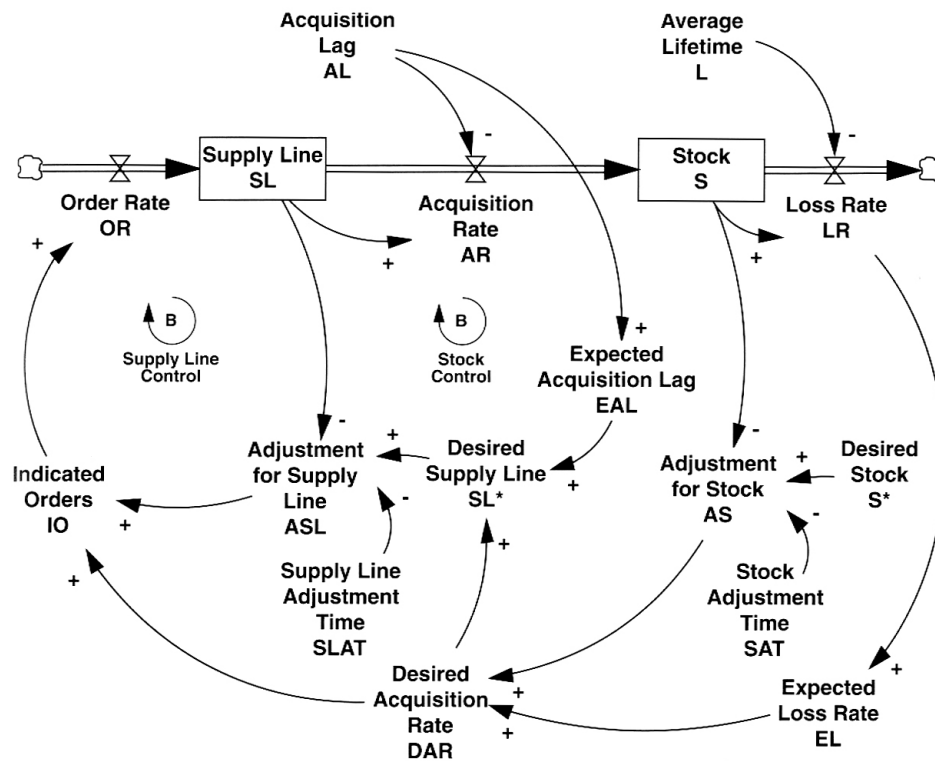 Acquisition
Lag
AL
Average
Lifetime
L
-
-
Supply Line
SL
Stock
S
Order Rate
OR
Acquisition
Rate
AR
Loss Rate
LR
+
+
+
B
Supply Line
Control
B
Stock
Control
+
Expected
Acquisition Lag
EAL
-
Adjustment
for Supply
Line
ASL
+
Desired
Supply Line
SL*
+
-
Adjustment
for Stock
AS
+
Desired
Stock
S*
Indicated
Orders
IO
+
-
-
+
+
Supply Line
Adjustment
Time
SLAT
Stock
Adjustment
Time
SAT
Desired
Acquisition
Rate
DAR
+
+
+
Expected
Loss Rate
EL